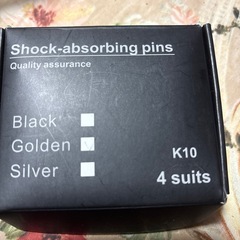 Shock-absorbing pins
Quality assurance
Black
Golden
Silver
K10
4 suits